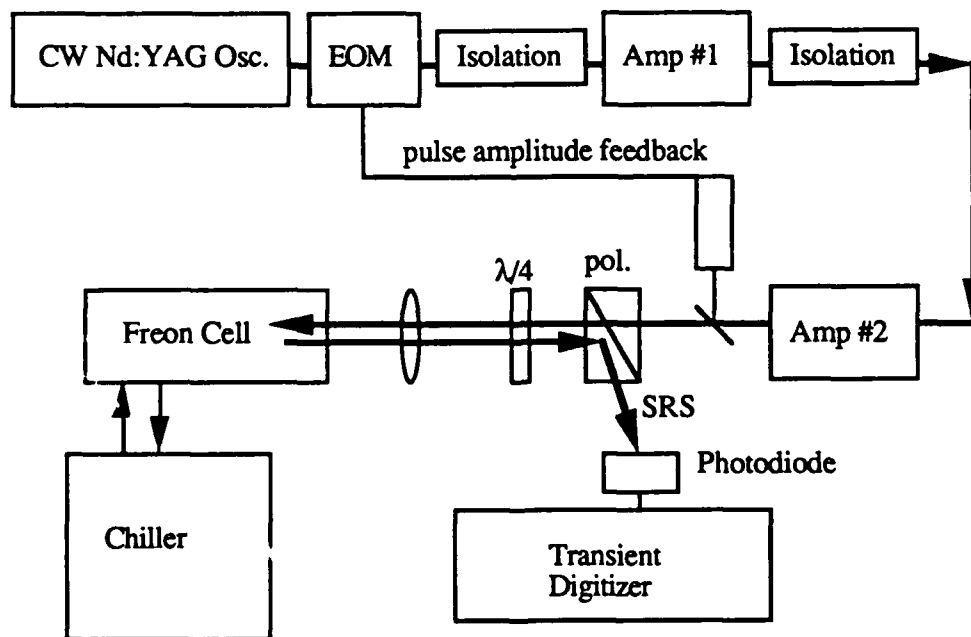 CW Nd:YAG Osc.
EOM
Isolation
Amp #1
Isolation
pulse amplitude feedback
λ/4
pol.
Freon Cell
Amp #2
SRS
Photodiode
Chiller
Transient
Digitizer